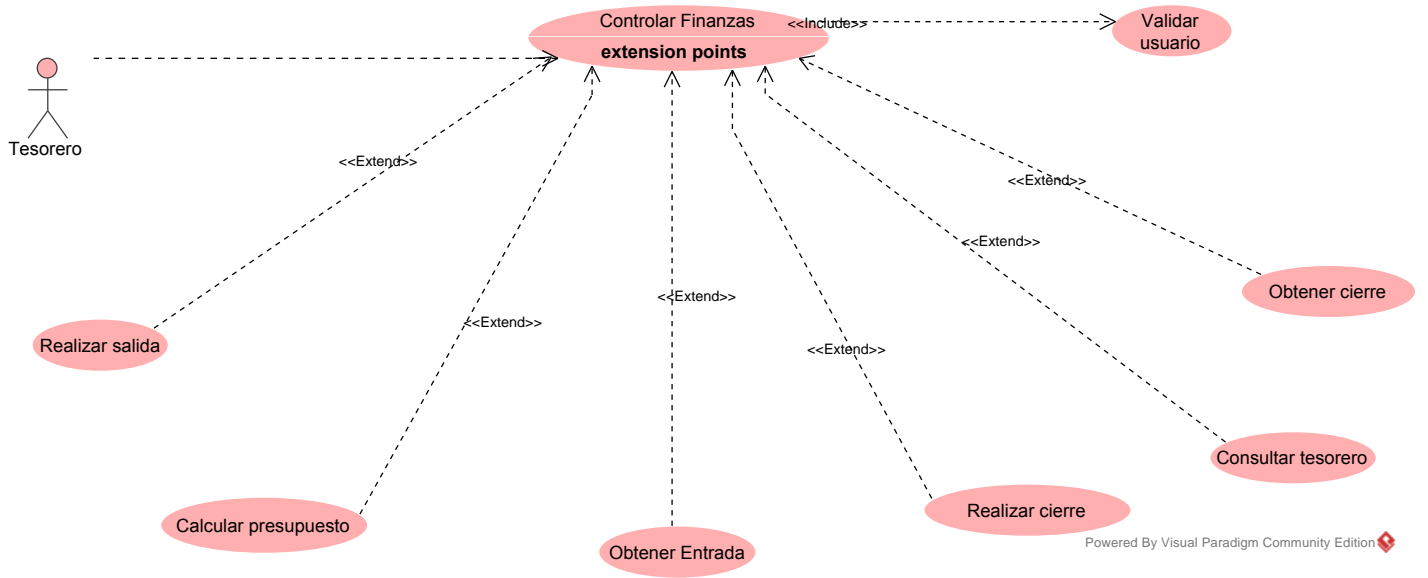 Controlar Finanzas
<<Include>>
Validar
usuario
extension points
Tesorero
<<Extend>>
<<Extend>>
<<Extend>>
<<Extend>>
<<Extend>>
<<Extend>>
Obtener cierre
Realizar salida
Consultar tesorero
Realizar cierre
Calcular presupuesto
Obtener Entrada
Powered By Visual Paradigm Community Edition